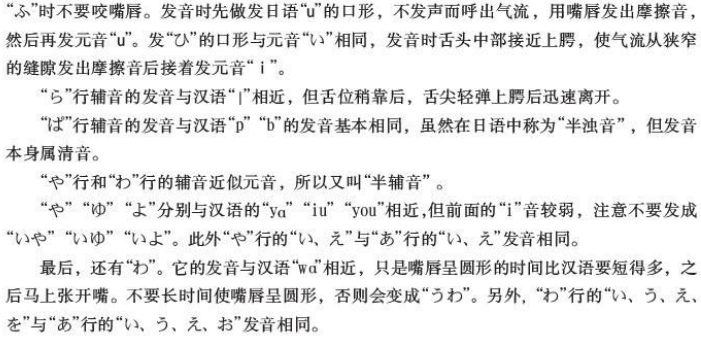 “ふ”时不要咬嘴唇。发音时先做发日语“u”的口形，不发声而呼出气流，用嘴唇发出摩擦音，
然后再发元音“u”。发“ひ”的口形与元音“い”相同，发音时舌头中部接近上腭，使气流从狭窄
的缝隙发出摩擦音后接着发元音“i”。
“ら”行辅音的发音与汉语“l”相近，但舌位稍靠后，舌尖轻弹上腭后迅速离开。
“ぱ”行辅音的发音与汉语“p”“b”的发音基本相同，虽然在日语中称为“半浊音”，但发音
本身属清音。
“や”行和“わ”行的辅音近似元音，所以又叫“半辅音”。
“や”“ゆ”“よ”分别与汉语的“yɑ”“iu”“you”相近,但前面的“i”音较弱，注意不要发成
“いや”“いゆ”“いよ”。此外“や”行的“い、え”与“あ”行的“い、え”发音相同。
最后，还有“わ”。它的发音与汉语“wɑ”相近，只是嘴唇呈圆形的时间比汉语要短得多，之
后马上张开嘴。不要长时间使嘴唇呈圆形，否则会变成“うわ”。另外，“わ”行的“い、う、え、
を”与“あ”行的“い、う、え、お”发音相同。